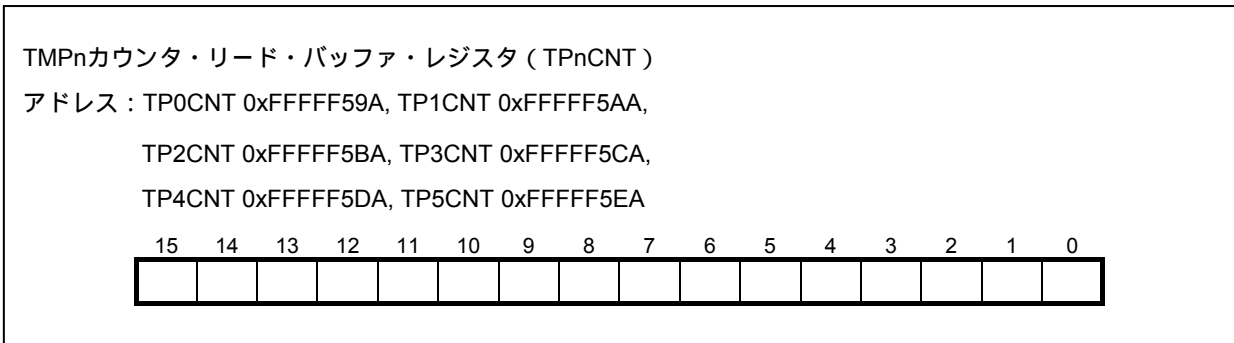 TMPnカウンタ・リード・バッファ・レジスタ（TPnCNT）
アドレス：TP0CNT 0xFFFFF59A, TP1CNT 0xFFFFF5AA,
TP2CNT 0xFFFFF5BA, TP3CNT 0xFFFFF5CA,
TP4CNT 0xFFFFF5DA, TP5CNT 0xFFFFF5EA
15 14 13 12 11 10 9 8 7 6 5 4 3 2 1 0